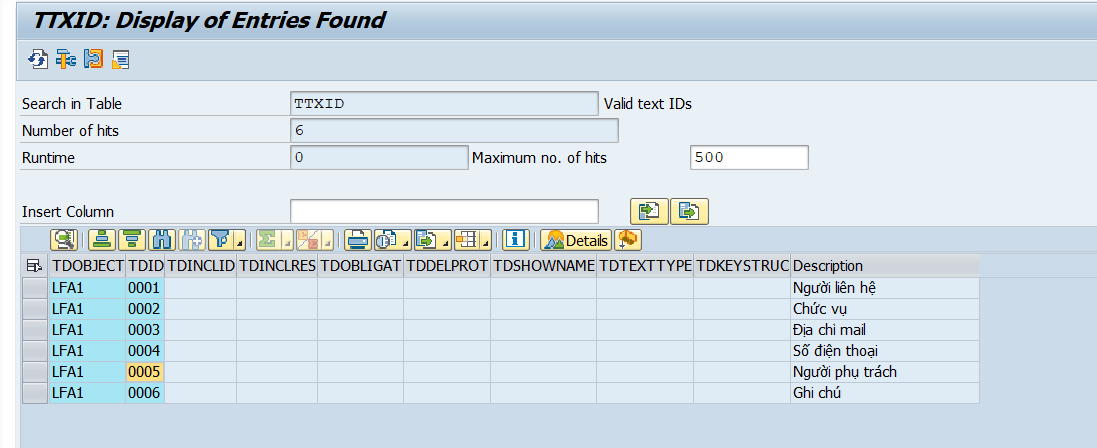 TTXID: Display of Entries Found
Search in Table TTXID Valid text IDs
Number of hits 6
Runtime 0 Maximum no. of hits 500
Insert Column
Details
TDOBJECT TDID TDINCLID TDINCLRES TDOBLIGAT TDDELPROT TDSHOWNAME TDTEXTTYPE TDKEYSTRUC Description
LFA1 0001 Người liên hệ
LFA1 0002 Chức vụ
LFA1 0003 Địa chỉ mail
LFA1 0004 Số điện thoại
LFA1 0005 Người phụ trách
LFA1 0006 Ghi chú